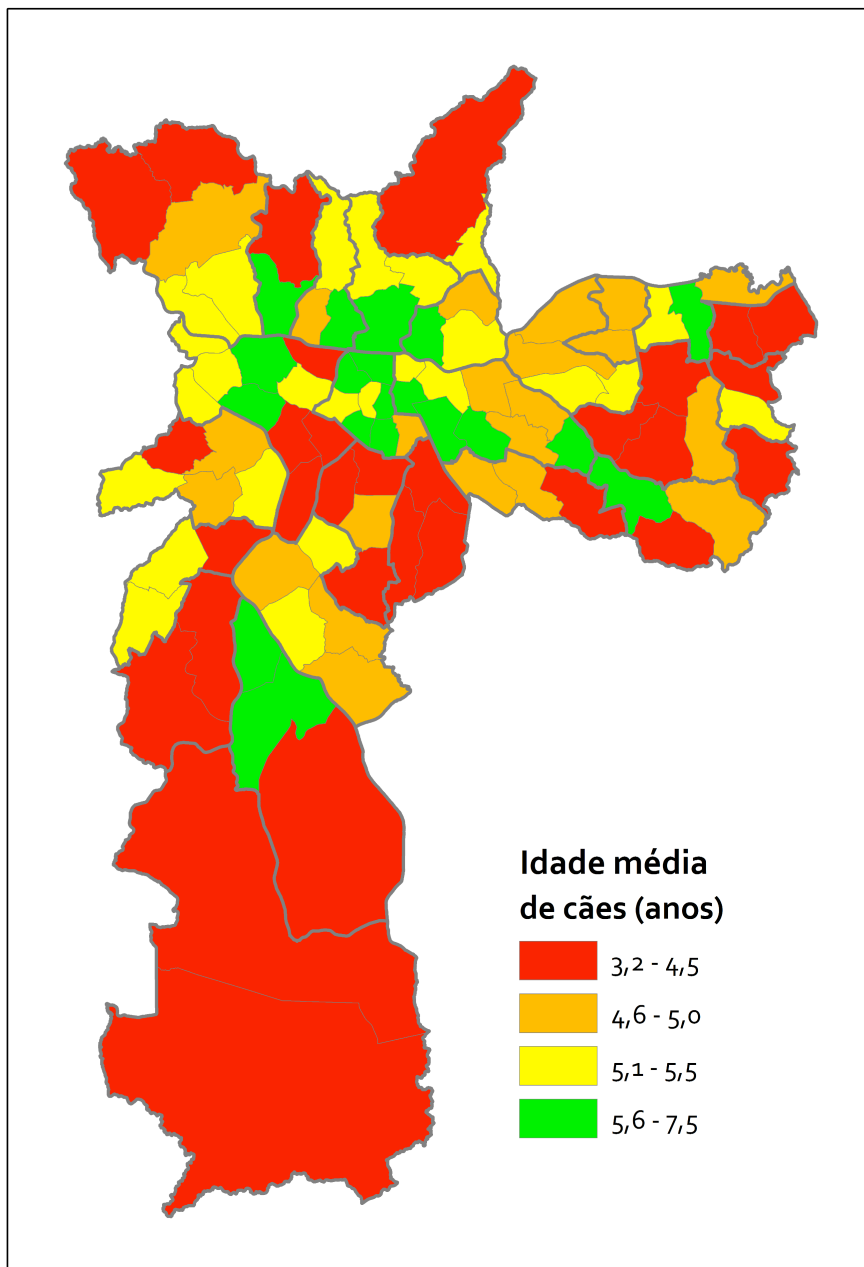 Idade média
de cães (anos)
3,2 - 4,5
4,6 - 5,0
5,1 - 5,5
5,6 - 7,5